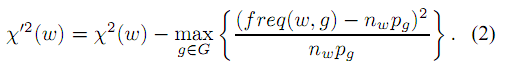 χ′²(w) = χ²(w) − max_{g∈G} { (freq(w, g) − n_w p_g)² / n_w p_g } . (2)